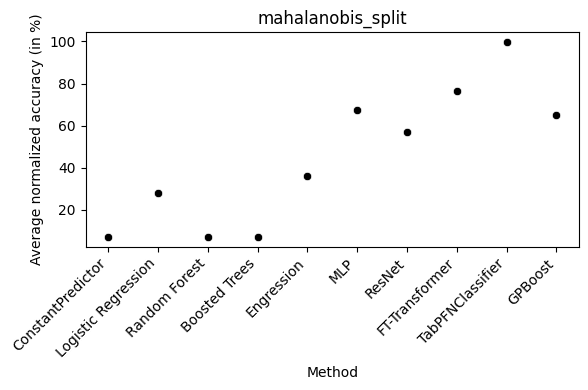 mahalanobis_split
Average normalized accuracy (in %)
100
80
60
40
20
ConstantPredictor
Logistic Regression
Random Forest
Boosted Trees
Engression
MLP
ResNet
FT-Transformer
TabPFNClassifier
GPBoost
Method